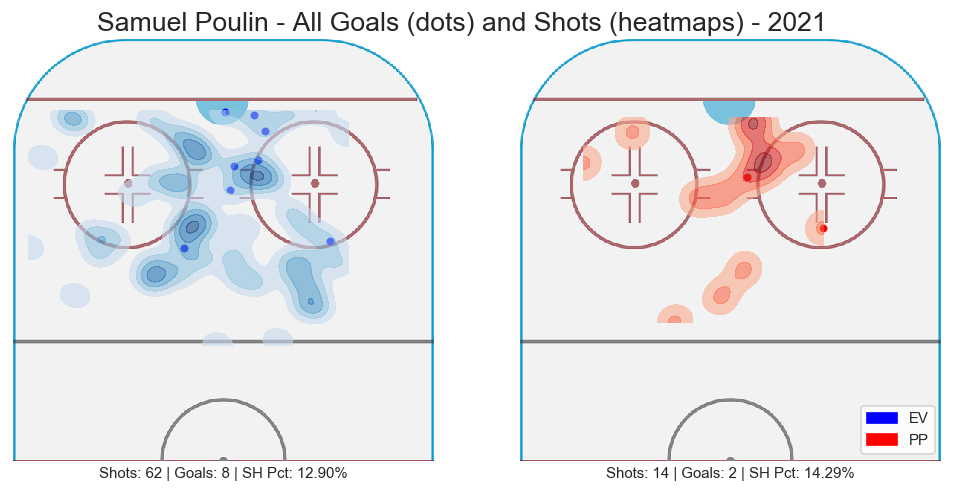 Samuel Poulin - All Goals (dots) and Shots (heatmaps) - 2021
EV
PP
Shots: 62 | Goals: 8 | SH Pct: 12.90%
Shots: 14 | Goals: 2 | SH Pct: 14.29%